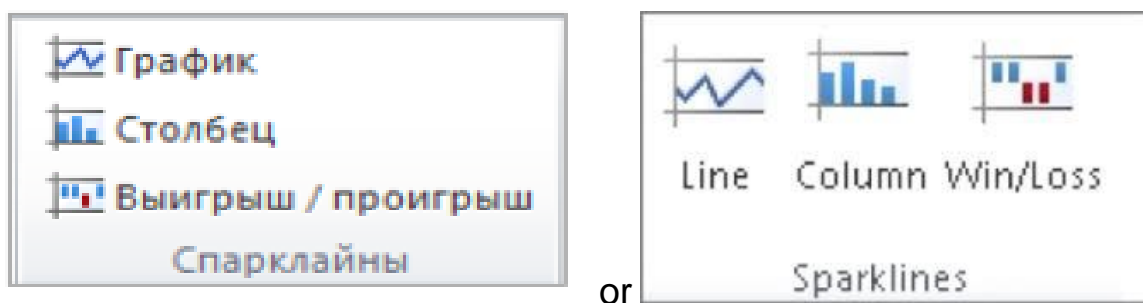 График
Столбец
Выигрыш / проигрыш
Спарклайны
or
Line Column Win/Loss
Sparklines